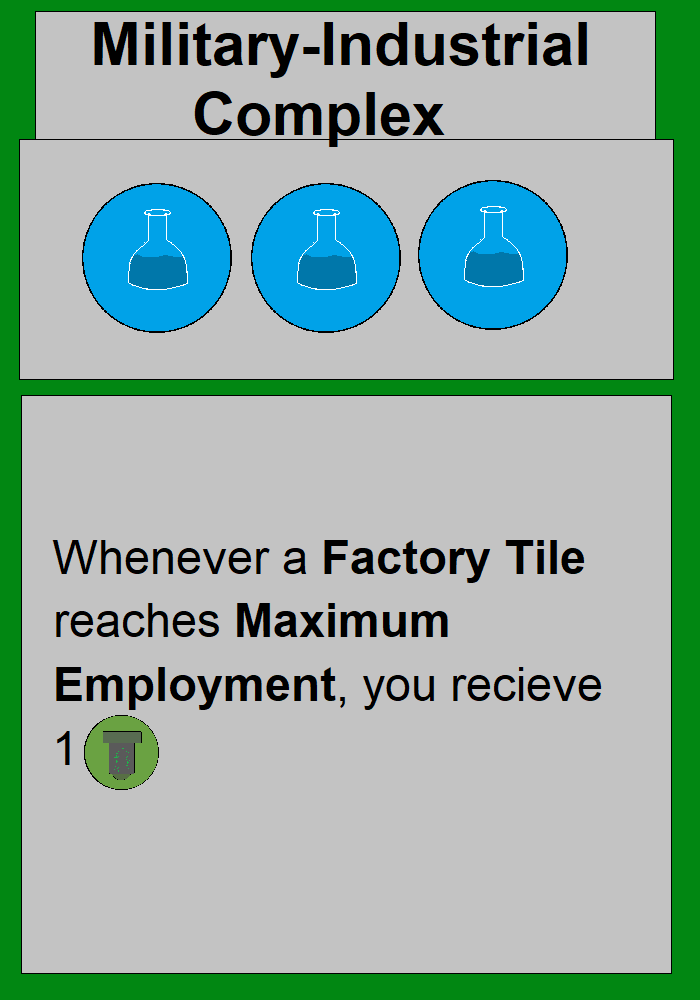 Military-Industrial
Complex
Whenever a Factory Tile
reaches Maximum
Employment, you recieve
1